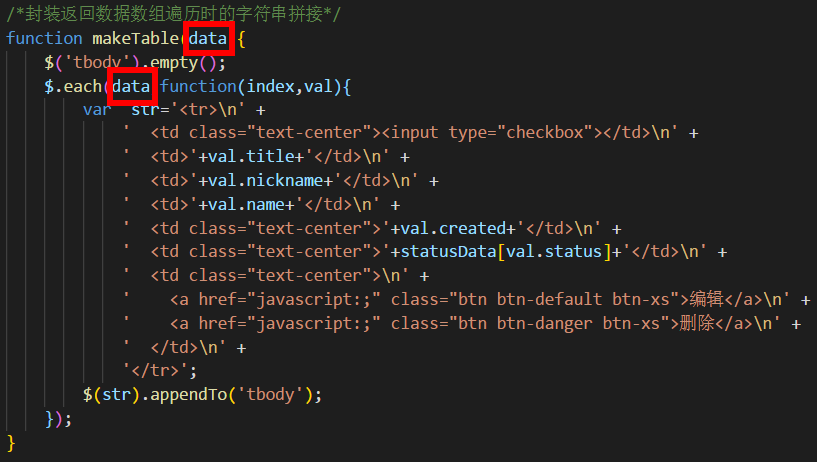 /*封装返回数据数组遍历时的字符串拼接*/
function makeTable(data){
$('tbody').empty();
$.each(data function(index,val){
var  str='<tr>\n' +
'  <td class="text-center"><input type="checkbox"></td>\n' +
'  <td>'+val.title+'</td>\n' +
'  <td>'+val.nickname+'</td>\n' +
'  <td>'+val.name+'</td>\n' +
'  <td class="text-center">'+val.created+'</td>\n' +
'  <td class="text-center">'+statusData[val.status]+'</td>\n' +
'  <td class="text-center">\n' +
'    <a href="javascript:;" class="btn btn-default btn-xs">编辑</a>\n' +
'    <a href="javascript:;" class="btn btn-danger btn-xs">删除</a>\n' +
'  </td>\n' +
'</tr>';
$(str).appendTo('tbody');
});
}